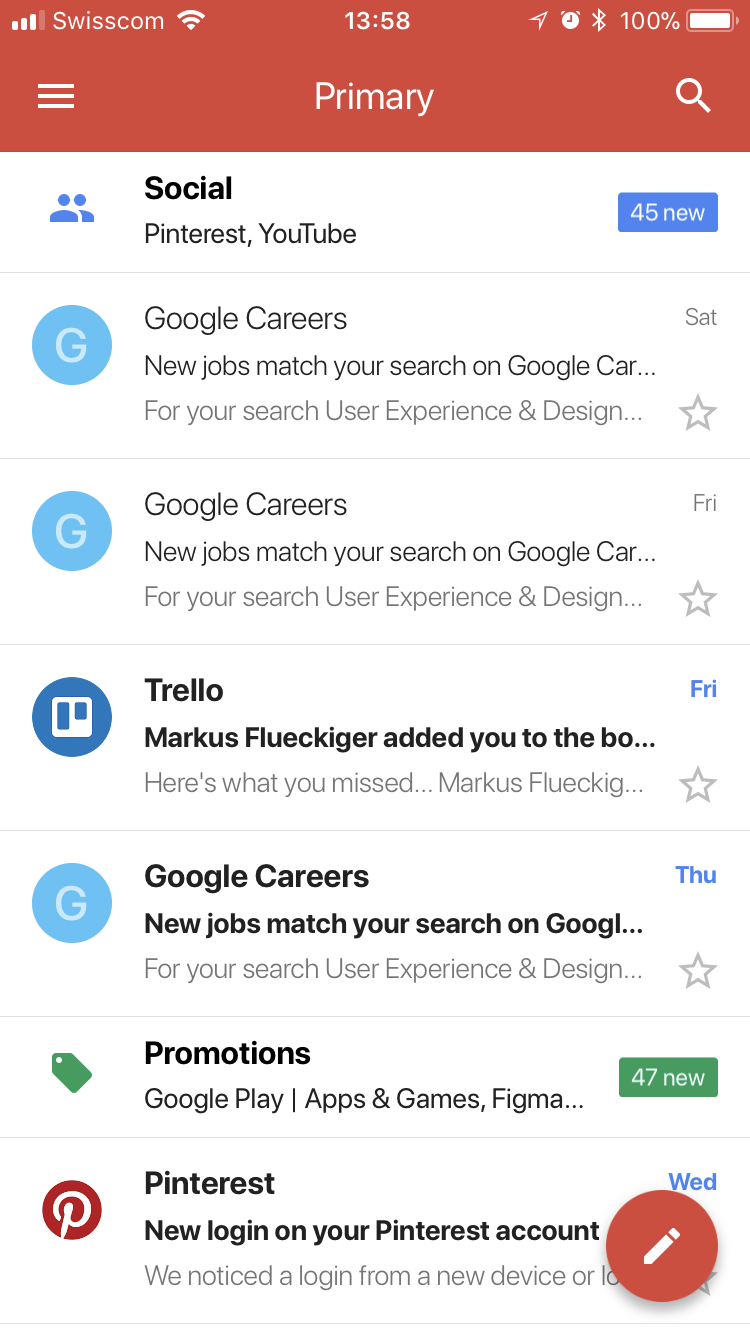 Swisscom 13:58 100%
Primary
Social
Pinterest, YouTube
45 new
G
Google Careers
Sat
New jobs match your search on Google Car...
For your search User Experience & Design...
G
Google Careers
Fri
New jobs match your search on Google Car...
For your search User Experience & Design...
Trello
Fri
Markus Flueckiger added you to the bo...
Here's what you missed... Markus Flueckig...
G
Google Careers
Thu
New jobs match your search on Googl...
For your search User Experience & Design...
Promotions
Google Play | Apps & Games, Figma...
47 new
Pinterest
Wed
New login on your Pinterest account
We noticed a login from a new device or